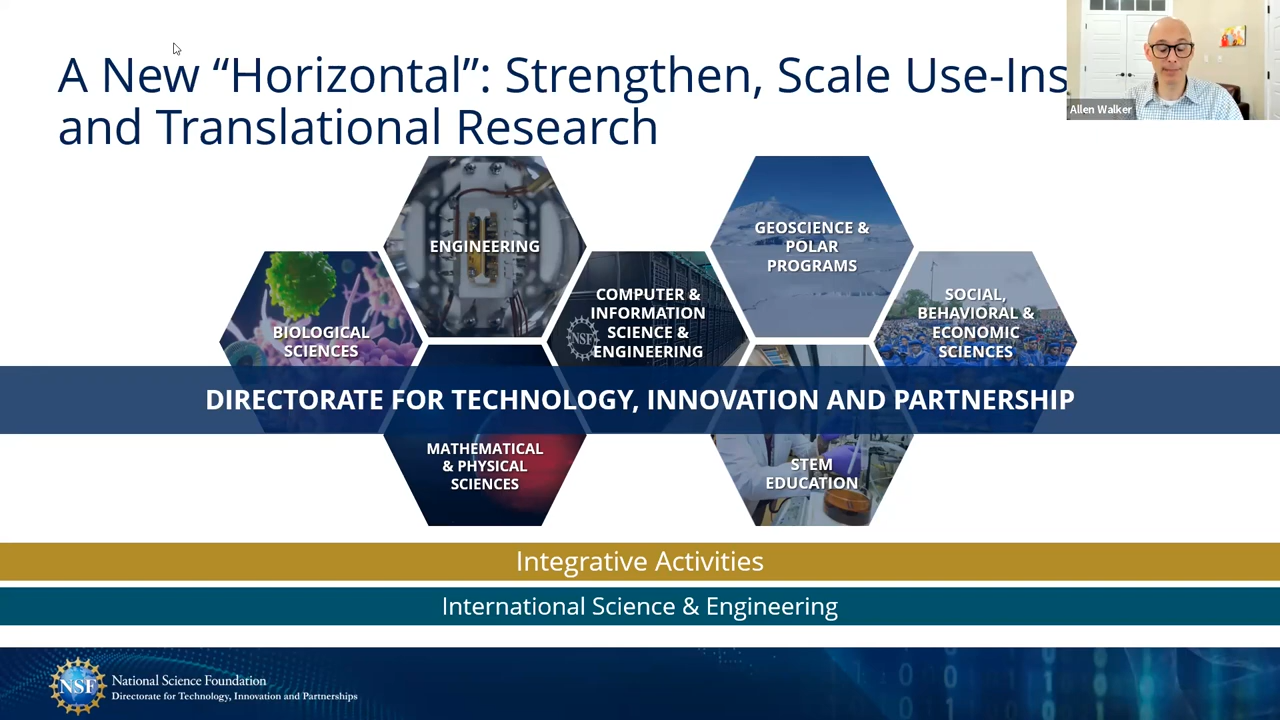 A New “Horizontal”: Strengthen, Scale Use-Ins
and Translational Research
Allen Walker
ENGINEERING
GEOSCIENCE &
POLAR
PROGRAMS
BIOLOGICAL
SCIENCES
COMPUTER &
INFORMATION
SCIENCE &
ENGINEERING
NSF
SOCIAL,
BEHAVIORAL &
ECONOMIC
SCIENCES
DIRECTORATE FOR TECHNOLOGY, INNOVATION AND PARTNERSHIP
MATHEMATICAL
& PHYSICAL
SCIENCES
STEM
EDUCATION
Integrative Activities
International Science & Engineering
NSF
National Science Foundation
Directorate for Technology, Innovation and Partnerships